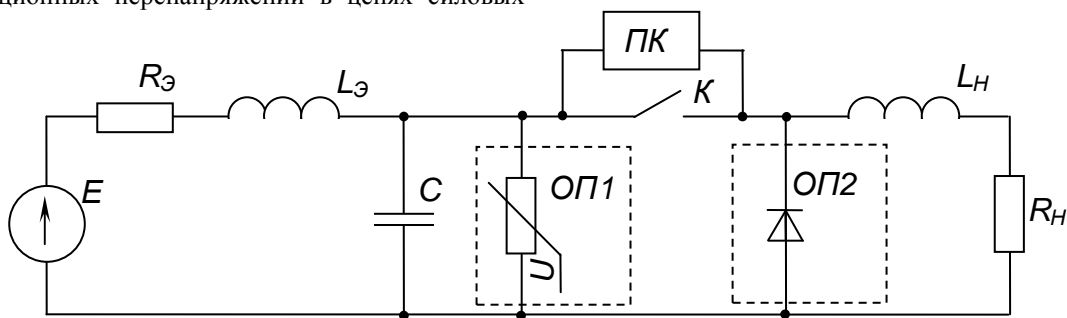 ционных перенапряжений в цепях силовых
ПК
RЭ
LЭ
К
LН
E
C
ОП1
U
ОП2
RН